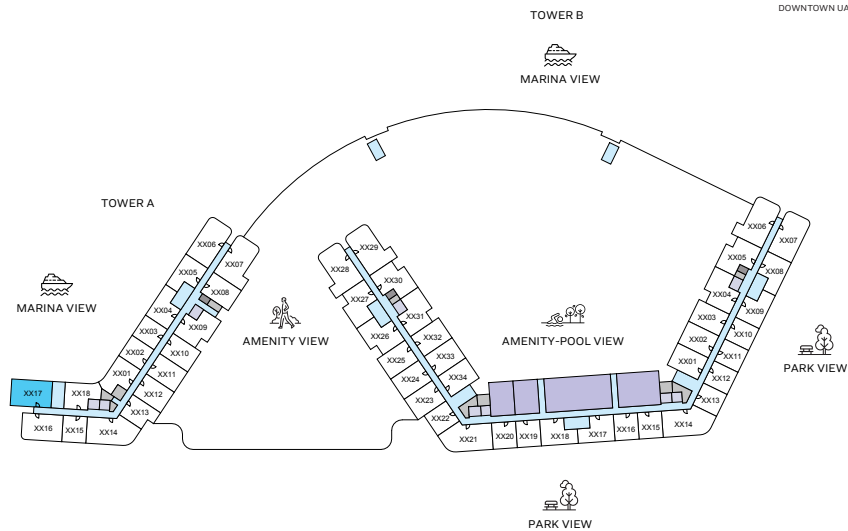 TOWER B
DOWNTOWN UA
MARINA VIEW
TOWER A
MARINA VIEW
AMENITY VIEW
AMENITY-POOL VIEW
PARK VIEW
PARK VIEW
XX06
XX07
XX05
XX08
XX04
XX09
XX03
XX10
XX02
XX11
XX01
XX12
XX13
XX17
XX18
XX16
XX15
XX14
XX29
XX28
XX30
XX27
XX31
XX26
XX32
XX25
XX33
XX24
XX34
XX23
XX22
XX21
XX20
XX19
XX18
XX17
XX16
XX15
XX14
XX06
XX07
XX05
XX08
XX04
XX09
XX03
XX10
XX02
XX11
XX01
XX12
XX13